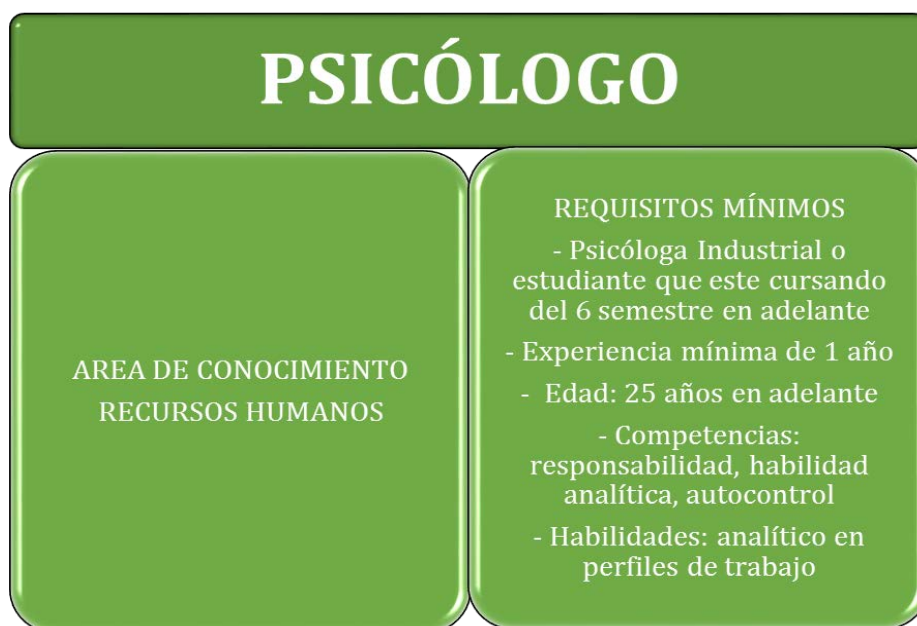 PSICÓLOGO
AREA DE CONOCIMIENTO
RECURSOS HUMANOS
REQUISITOS MÍNIMOS
- Psicóloga Industrial o
estudiante que este cursando
del 6 semestre en adelante
- Experiencia mínima de 1 año
- Edad: 25 años en adelante
- Competencias:
responsabilidad, habilidad
analítica, autocontrol
- Habilidades: analítico en
perfiles de trabajo